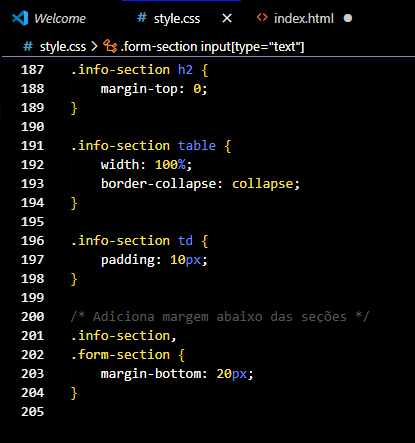 Welcome
# style.css ×
<> index.html
# style.css > .form-section input[type="text"]
187 .info-section h2 {
188     margin-top: 0;
189 }
190
191 .info-section table {
192     width: 100%;
193     border-collapse: collapse;
194 }
195
196 .info-section td {
197     padding: 10px;
198 }
199
200 /* Adiciona margem abaixo das seções */
201 .info-section,
202 .form-section {
203     margin-bottom: 20px;
204 }
205